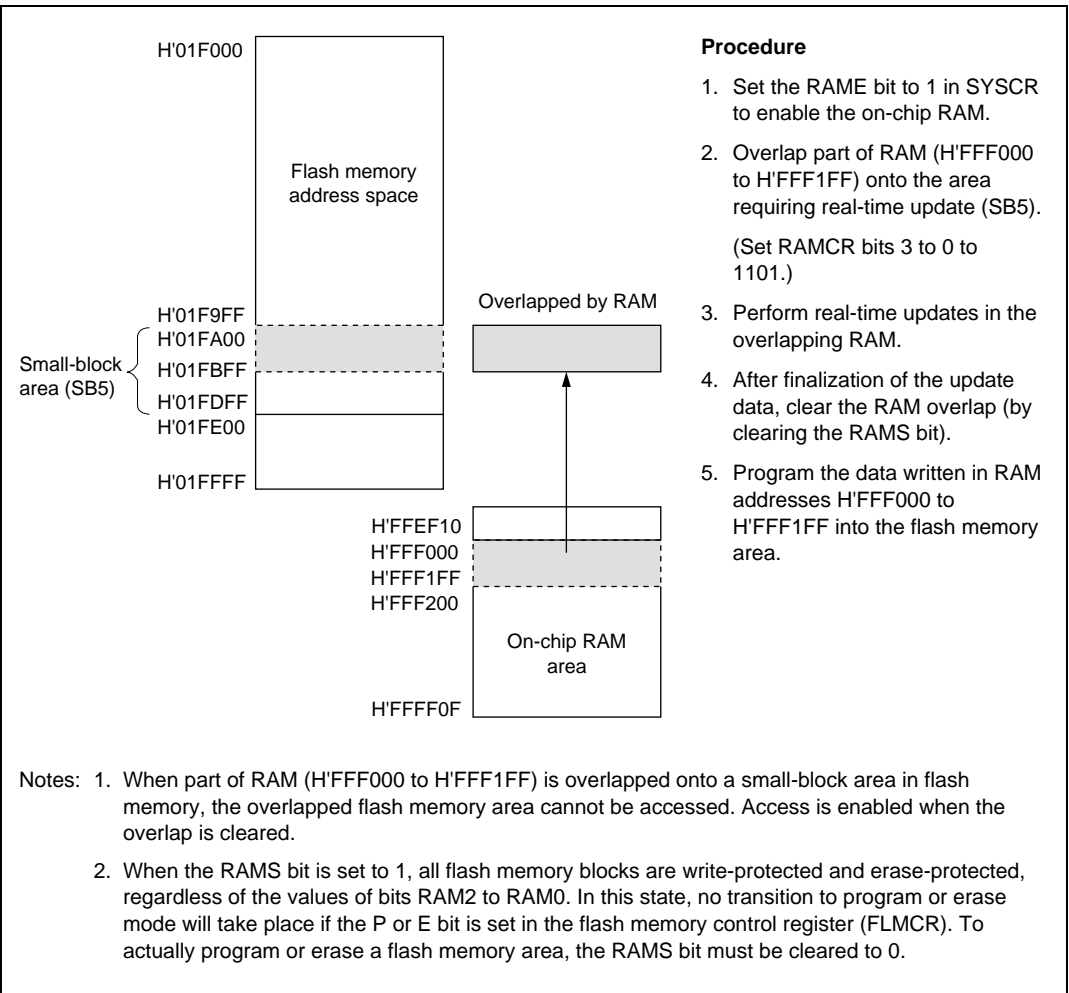 H'01F000
Flash memory
address space
H'01F9FF
H'01FA00
Small-block
area (SB5)
H'01FBFF
H'01FDFF
H'01FE00
H'01FFFF
Overlapped by RAM
H'FFEF10
H'FFF000
H'FFF1FF
H'FFF200
On-chip RAM
area
H'FFFF0F
Procedure
1. Set the RAME bit to 1 in SYSCR
to enable the on-chip RAM.
2. Overlap part of RAM (H'FFF000
to H'FFF1FF) onto the area
requiring real-time update (SB5).
(Set RAMCR bits 3 to 0 to
1101.)
3. Perform real-time updates in the
overlapping RAM.
4. After finalization of the update
data, clear the RAM overlap (by
clearing the RAMS bit).
5. Program the data written in RAM
addresses H'FFF000 to
H'FFF1FF into the flash memory
area.
Notes: 1. When part of RAM (H'FFF000 to H'FFF1FF) is overlapped onto a small-block area in flash
memory, the overlapped flash memory area cannot be accessed. Access is enabled when the
overlap is cleared.
2. When the RAMS bit is set to 1, all flash memory blocks are write-protected and erase-protected,
regardless of the values of bits RAM2 to RAM0. In this state, no transition to program or erase
mode will take place if the P or E bit is set in the flash memory control register (FLMCR). To
actually program or erase a flash memory area, the RAMS bit must be cleared to 0.